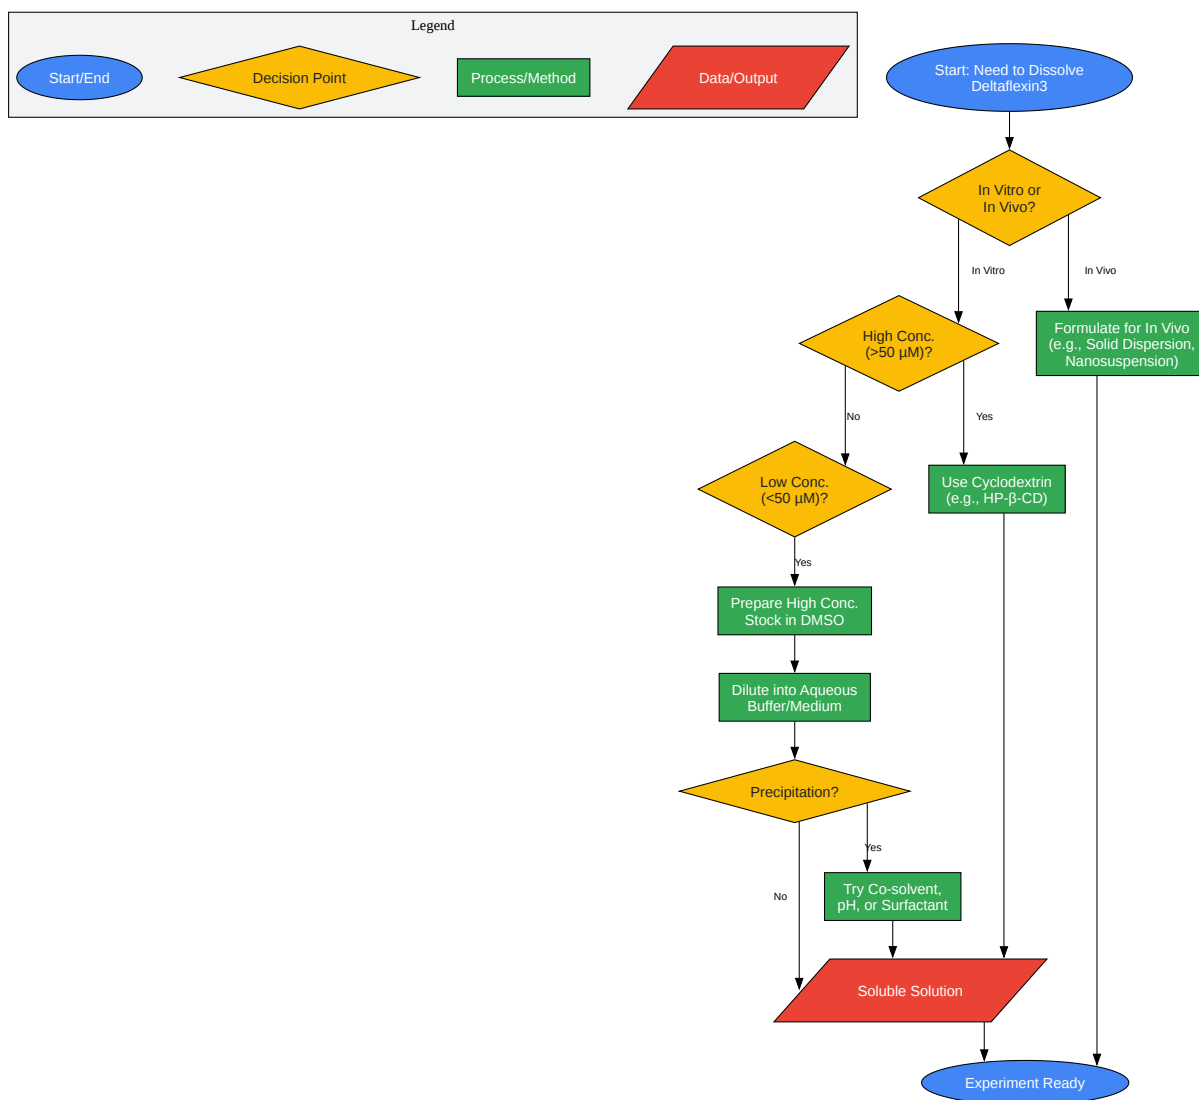 Legend
Start/End
Decision Point
Process/Method
Data/Output
Start: Need to Dissolve
Deltaflexin3
In Vitro or
In Vivo?
In Vitro
In Vivo
High Conc.
(>50 µM)?
Formulate for In Vivo
(e.g., Solid Dispersion,
Nanosuspension)
No
Yes
Low Conc.
(<50 µM)?
Use Cyclodextrin
(e.g., HP-β-CD)
Yes
Prepare High Conc.
Stock in DMSO
Dilute into Aqueous
Buffer/Medium
Precipitation?
Yes
No
Try Co-solvent,
pH, or Surfactant
Soluble Solution
Experiment Ready